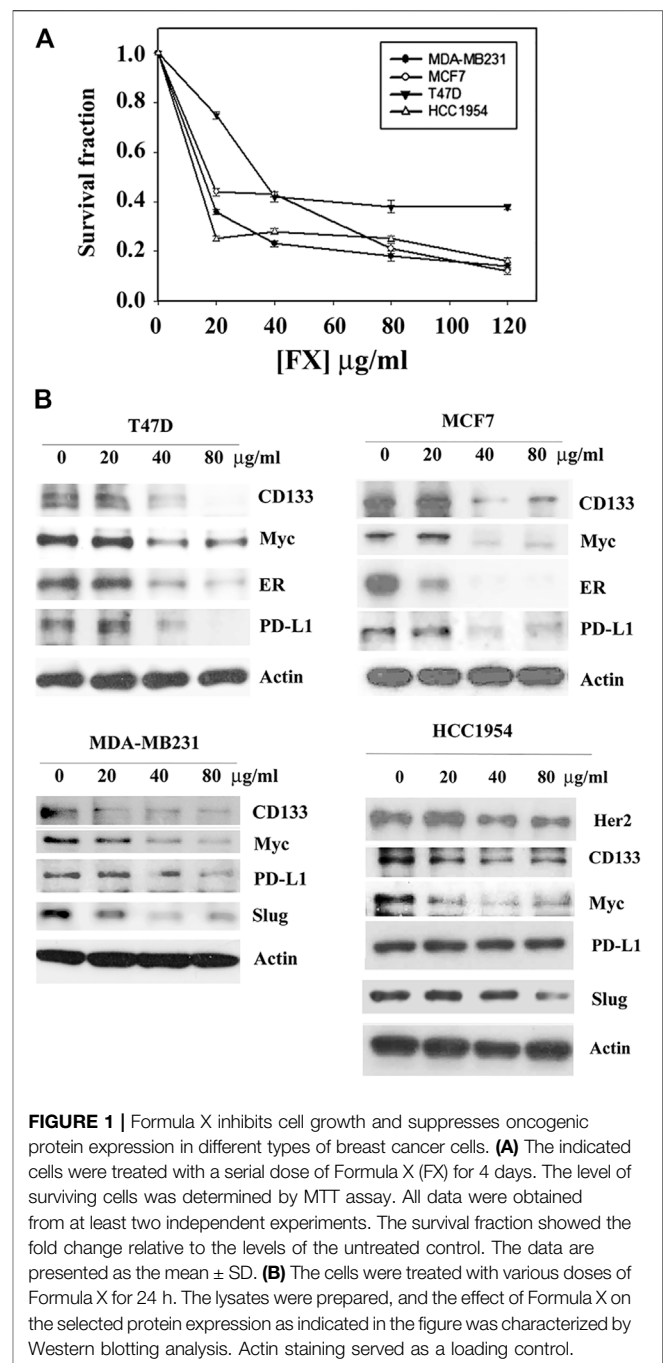 A
1.0
0.8
0.6
0.4
0.2
0.0
Survival fraction
MDA-MB231
MCF7
T47D
HCC1954
0 20 40 60 80 100 120
[FX] µg/ml
B
T47D
0 20 40 80 µg/ml
CD133
Myc
ER
PD-L1
Actin
MCF7
0 20 40 80 µg/ml
CD133
Myc
ER
PD-L1
Actin
MDA-MB231
0 20 40 80 µg/ml
CD133
Myc
PD-L1
Slug
Actin
HCC1954
0 20 40 80 µg/ml
Her2
CD133
Myc
PD-L1
Slug
Actin
FIGURE 1 | Formula X inhibits cell growth and suppresses oncogenic
protein expression in different types of breast cancer cells. (A) The indicated
cells were treated with a serial dose of Formula X (FX) for 4 days. The level of
surviving cells was determined by MTT assay. All data were obtained
from at least two independent experiments. The survival fraction showed the
fold change relative to the levels of the untreated control. The data are
presented as the mean ± SD. (B) The cells were treated with various doses of
Formula X for 24 h. The lysates were prepared, and the effect of Formula X on
the selected protein expression as indicated in the figure was characterized by
Western blotting analysis. Actin staining served as a loading control.